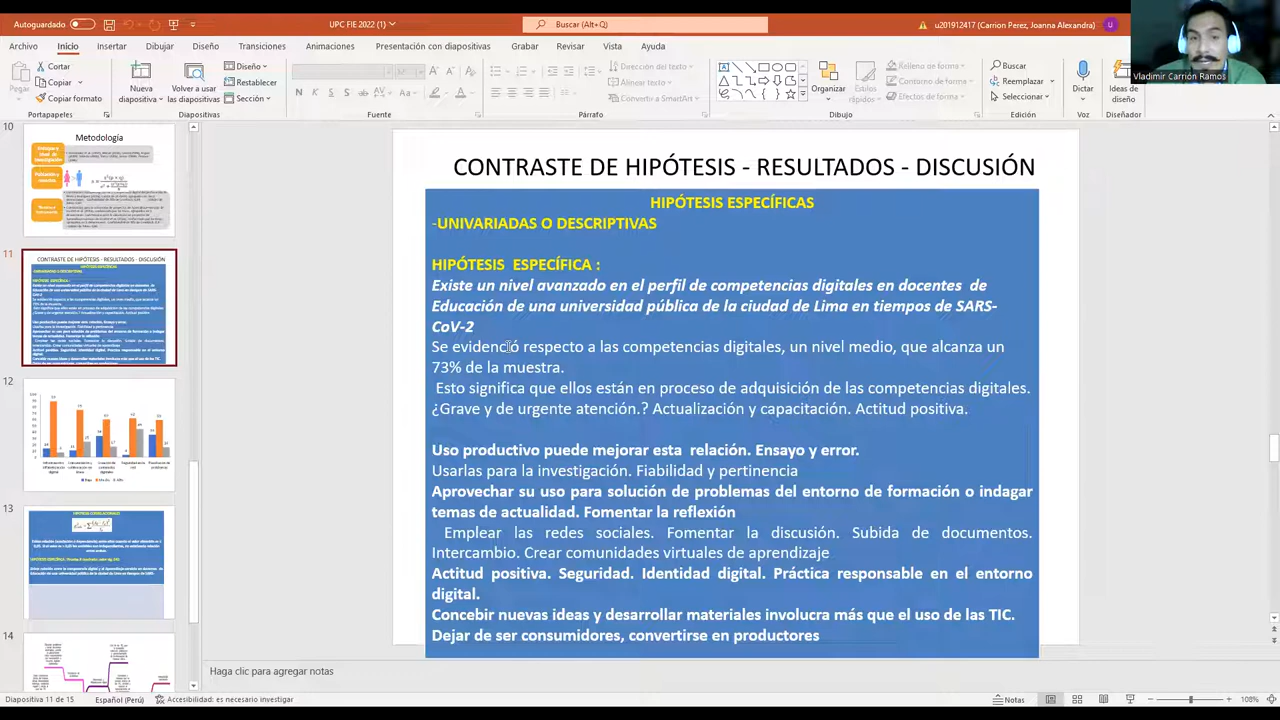 Autoguardado
UPC FIE 2022 (1)
Buscar (Alt+Q)
u201912417 (Carrion Perez, Joanna Alexandra)
U
Archivo
Inicio
Insertar
Dibujar
Diseño
Transiciones
Animaciones
Presentación con diapositivas
Grabar
Revisar
Vista
Ayuda
Vladimir Carrión Ramos
Pegar
Cortar
Copiar
Copiar formato
Portapapeles
Nueva diapositiva
Volver a usar las diapositivas
Diseño
Restablecer
Sección
Diapositivas
N K S
Aa
A
Fuente
Dirección del texto
Alinear texto
Convertir a SmartArt
Párrafo
Organizar
Estilos rápidos
Relleno de forma
Contorno de forma
Efectos de forma
Dibujo
Buscar
Reemplazar
Seleccionar
Edición
Dictar
Voz
Ideas de diseño
Diseñador
10
Metodología
11
CONTRASTE DE HIPÓTESIS - RESULTADOS - DISCUSIÓN
12
13
14
CONTRASTE DE HIPÓTESIS - RESULTADOS - DISCUSIÓN
HIPÓTESIS ESPECÍFICAS
-UNIVARIADAS O DESCRIPTIVAS
HIPÓTESIS ESPECÍFICA :
Existe un nivel avanzado en el perfil de competencias digitales en docentes de
Educación de una universidad pública de la ciudad de Lima en tiempos de SARS-
CoV-2
Se evidenció respecto a las competencias digitales, un nivel medio, que alcanza un
73% de la muestra.
Esto significa que ellos están en proceso de adquisición de las competencias digitales.
¿Grave y de urgente atención.? Actualización y capacitación. Actitud positiva.
Uso productivo puede mejorar esta relación. Ensayo y error.
Usarlas para la investigación. Fiabilidad y pertinencia
Aprovechar su uso para solución de problemas del entorno de formación o indagar
temas de actualidad. Fomentar la reflexión
Emplear las redes sociales. Fomentar la discusión. Subida de documentos.
Intercambio. Crear comunidades virtuales de aprendizaje
Actitud positiva. Seguridad. Identidad digital. Práctica responsable en el entorno
digital.
Concebir nuevas ideas y desarrollar materiales involucra más que el uso de las TIC.
Dejar de ser consumidores, convertirse en productores
Haga clic para agregar notas
Diapositiva 11 de 15
Español (Perú)
Accesibilidad: es necesario investigar
Notas
108%